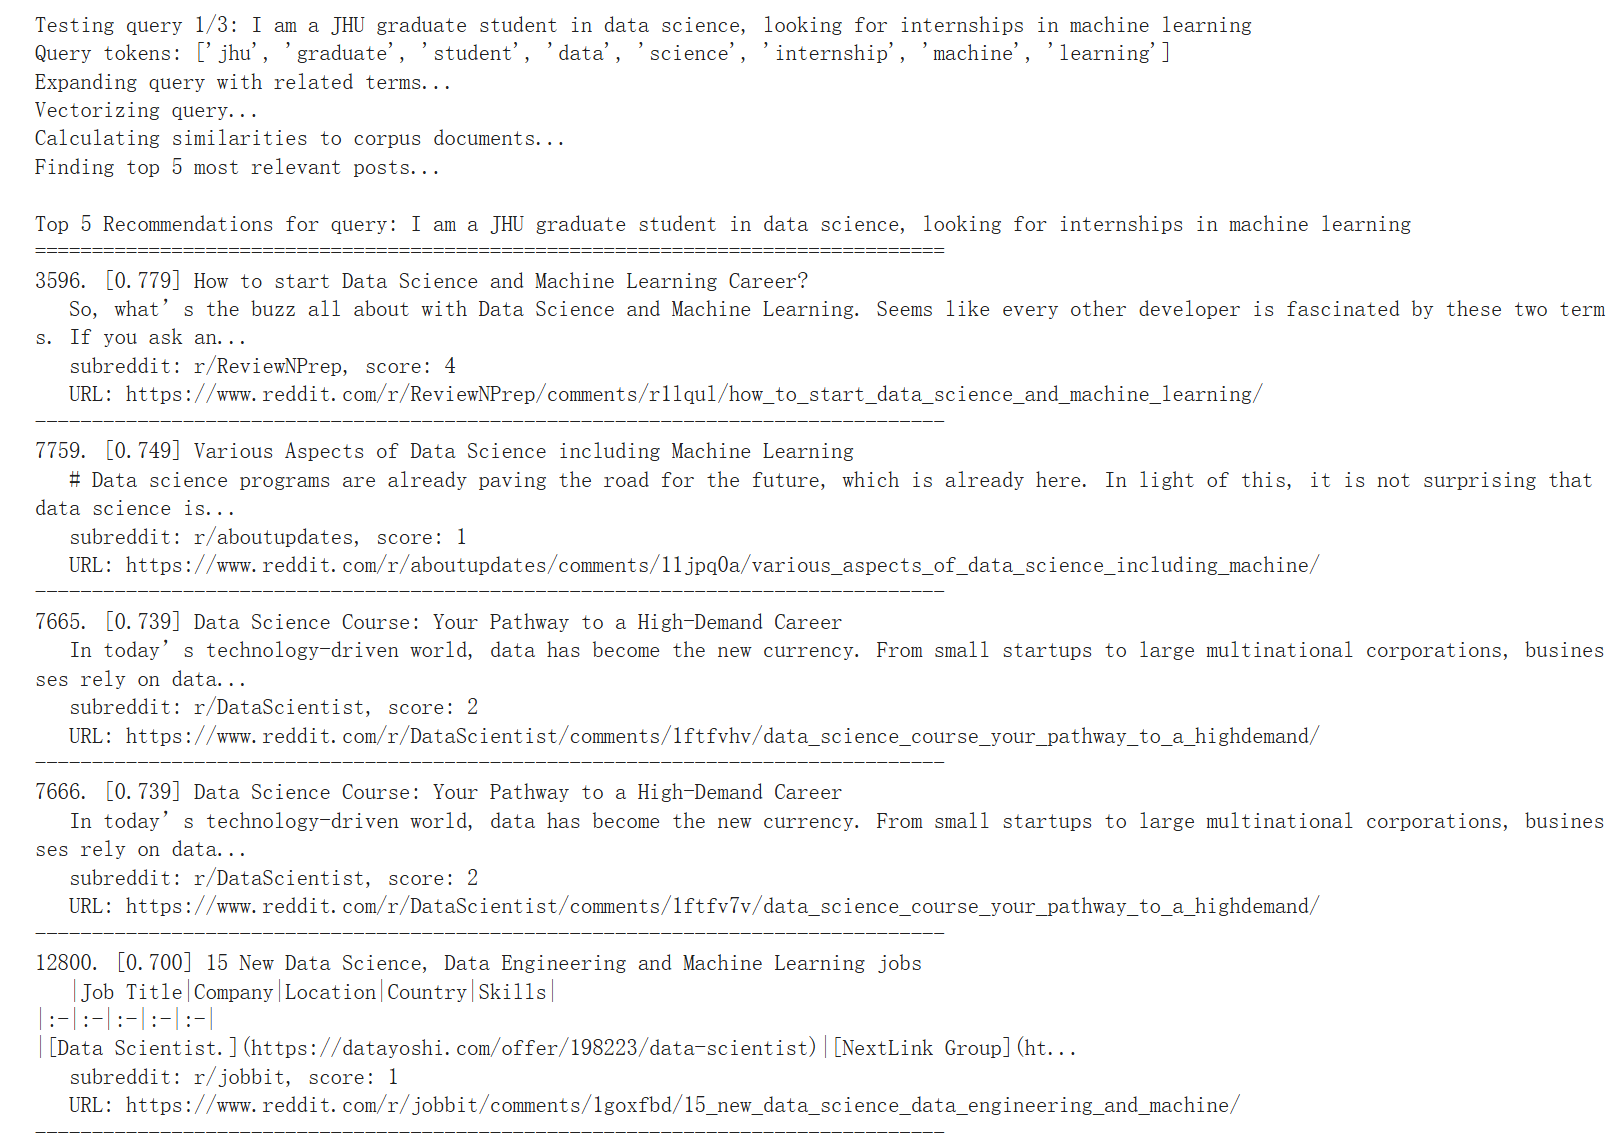 Testing query 1/3: I am a JHU graduate student in data science, looking for internships in machine learning
Query tokens: ['jhu', 'graduate', 'student', 'data', 'science', 'internship', 'machine', 'learning']
Expanding query with related terms...
Vectorizing query...
Calculating similarities to corpus documents...
Finding top 5 most relevant posts...
Top 5 Recommendations for query: I am a JHU graduate student in data science, looking for internships in machine learning
================================================================================
3596. [0.779] How to start Data Science and Machine Learning Career?
So, what's the buzz all about with Data Science and Machine Learning. Seems like every other developer is fascinated by these two term
s. If you ask an...
subreddit: r/ReviewNPrep, score: 4
URL: https://www.reddit.com/r/ReviewNPrep/comments/r1lqul/how_to_start_data_science_and_machine_learning/
--------------------------------------------------------------------------------
7759. [0.749] Various Aspects of Data Science including Machine Learning
# Data science programs are already paving the road for the future, which is already here. In light of this, it is not surprising that
data science is...
subreddit: r/aboutupdates, score: 1
URL: https://www.reddit.com/r/aboutupdates/comments/11jpq0a/various_aspects_of_data_science_including_machine/
--------------------------------------------------------------------------------
7665. [0.739] Data Science Course: Your Pathway to a High-Demand Career
In today's technology-driven world, data has become the new currency. From small startups to large multinational corporations, busines
ses rely on data...
subreddit: r/DataScientist, score: 2
URL: https://www.reddit.com/r/DataScientist/comments/1ftfvhv/data_science_course_your_pathway_to_a_highdemand/
--------------------------------------------------------------------------------
7666. [0.739] Data Science Course: Your Pathway to a High-Demand Career
In today's technology-driven world, data has become the new currency. From small startups to large multinational corporations, busines
ses rely on data...
subreddit: r/DataScientist, score: 2
URL: https://www.reddit.com/r/DataScientist/comments/1ftfv7v/data_science_course_your_pathway_to_a_highdemand/
--------------------------------------------------------------------------------
12800. [0.700] 15 New Data Science, Data Engineering and Machine Learning jobs
|Job Title|Company|Location|Country|Skills|
|:-|:-|:-|:-|:-|
|[Data Scientist.](https://datayoshi.com/offer/198223/data-scientist)|[NextLink Group](ht...
subreddit: r/jobbit, score: 1
URL: https://www.reddit.com/r/jobbit/comments/1goxfbd/15_new_data_science_data_engineering_and_machine/
--------------------------------------------------------------------------------